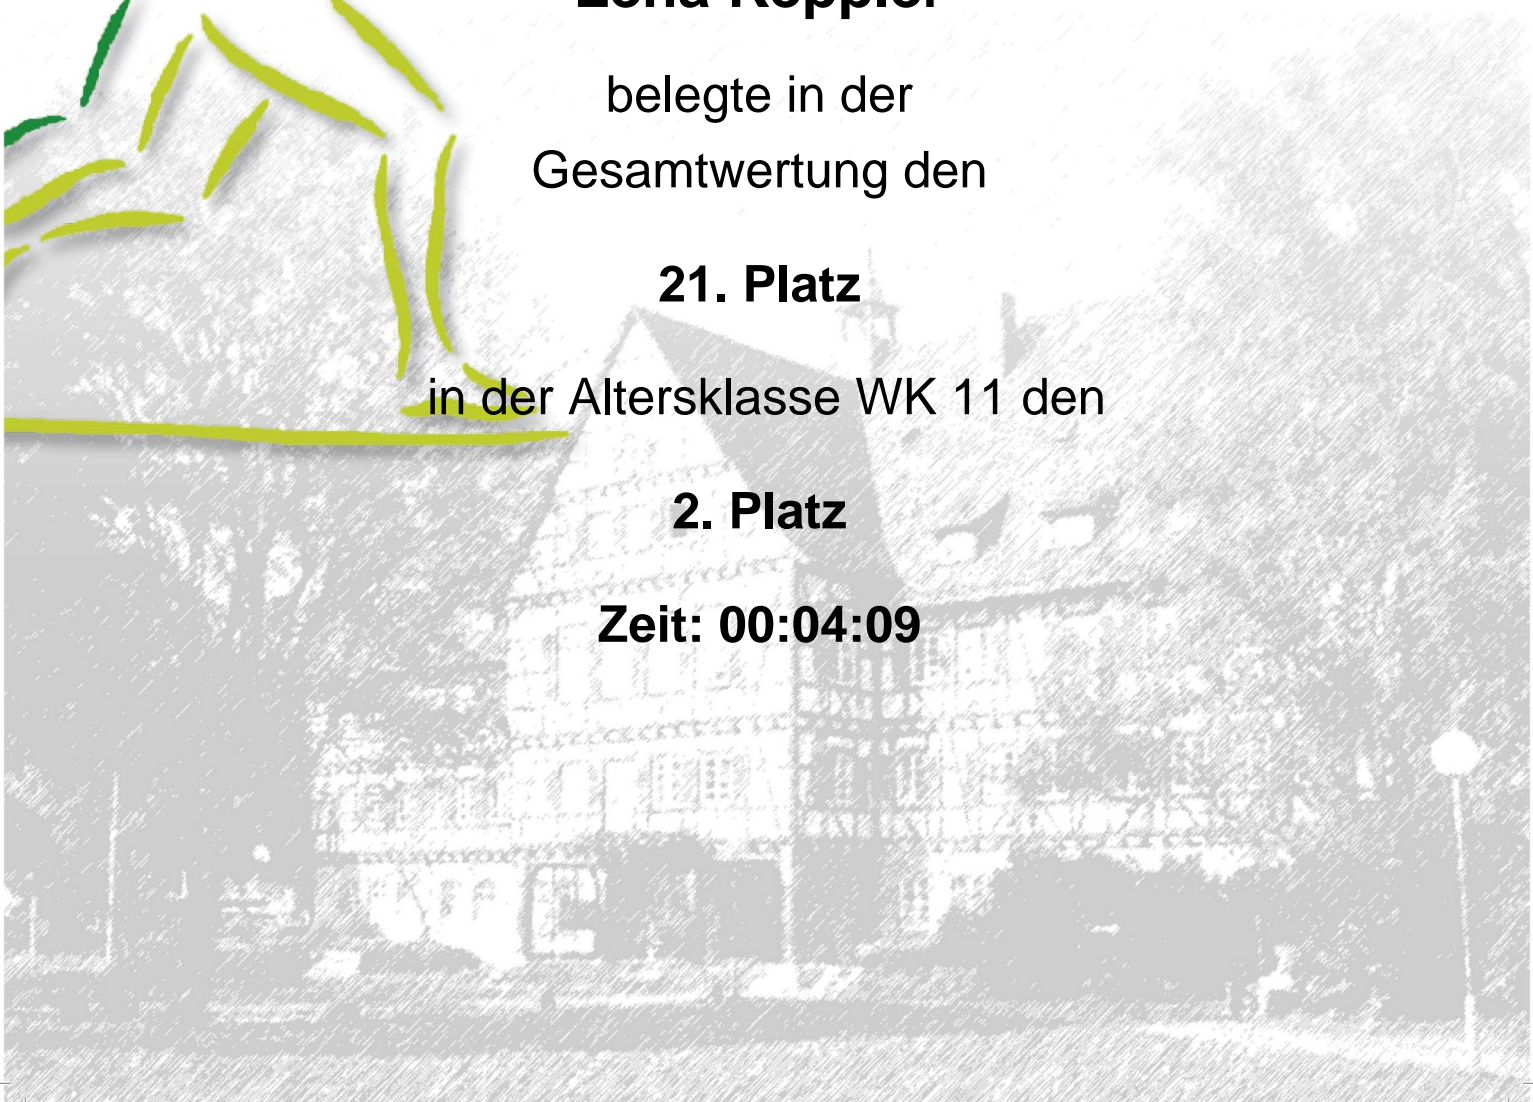 belegte in der
Gesamtwertung den
21. Platz
in der Altersklasse WK 11 den
2. Platz
Zeit: 00:04:09